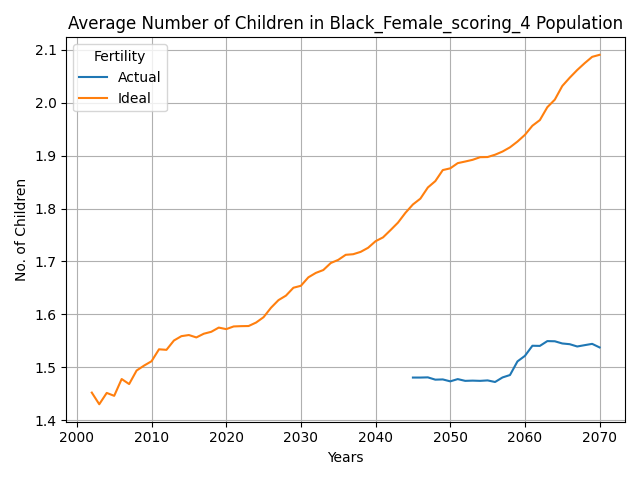 Average Number of Children in Black_Female_scoring_4 Population
Fertility
Actual
Ideal
No. of Children
2.1
2.0
1.9
1.8
1.7
1.6
1.5
1.4
2000 2010 2020 2030 2040 2050 2060 2070
Years